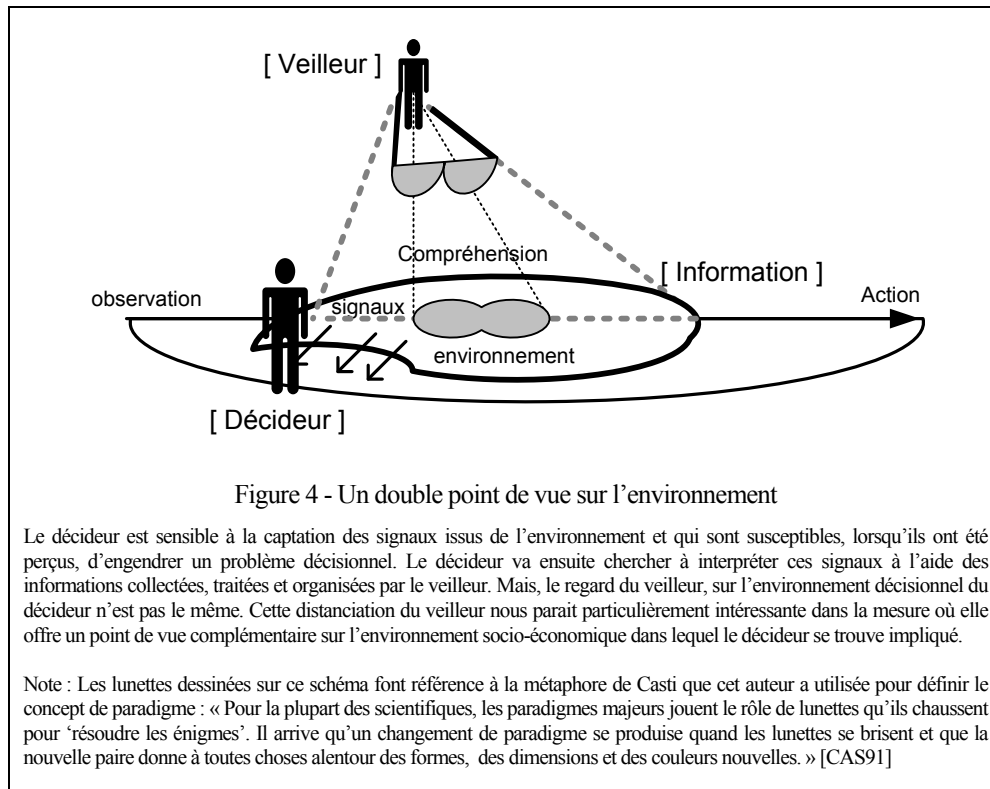 [ Veilleur ]
Compréhension
[ Information ]
observation
signaux
Action
environnement
[ Décideur ]
Figure 4 - Un double point de vue sur l'environnement
Le décideur est sensible à la captation des signaux issus de l'environnement et qui sont susceptibles, lorsqu'ils ont été
perçus, d'engendrer un problème décisionnel. Le décideur va ensuite chercher à interpréter ces signaux à l'aide des
informations collectées, traitées et organisées par le veilleur. Mais, le regard du veilleur, sur l'environnement décisionnel du
décideur n'est pas le même. Cette distanciation du veilleur nous parait particulièrement intéressante dans la mesure où elle
offre un point de vue complémentaire sur l'environnement socio-économique dans lequel le décideur se trouve impliqué.
Note : Les lunettes dessinées sur ce schéma font référence à la métaphore de Casti que cet auteur a utilisée pour définir le
concept de paradigme : « Pour la plupart des scientifiques, les paradigmes majeurs jouent le rôle de lunettes qu'ils chaussent
pour 'résoudre les énigmes'. Il arrive qu'un changement de paradigme se produise quand les lunettes se brisent et que la
nouvelle paire donne à toutes choses alentour des formes, des dimensions et des couleurs nouvelles. » [CAS91]